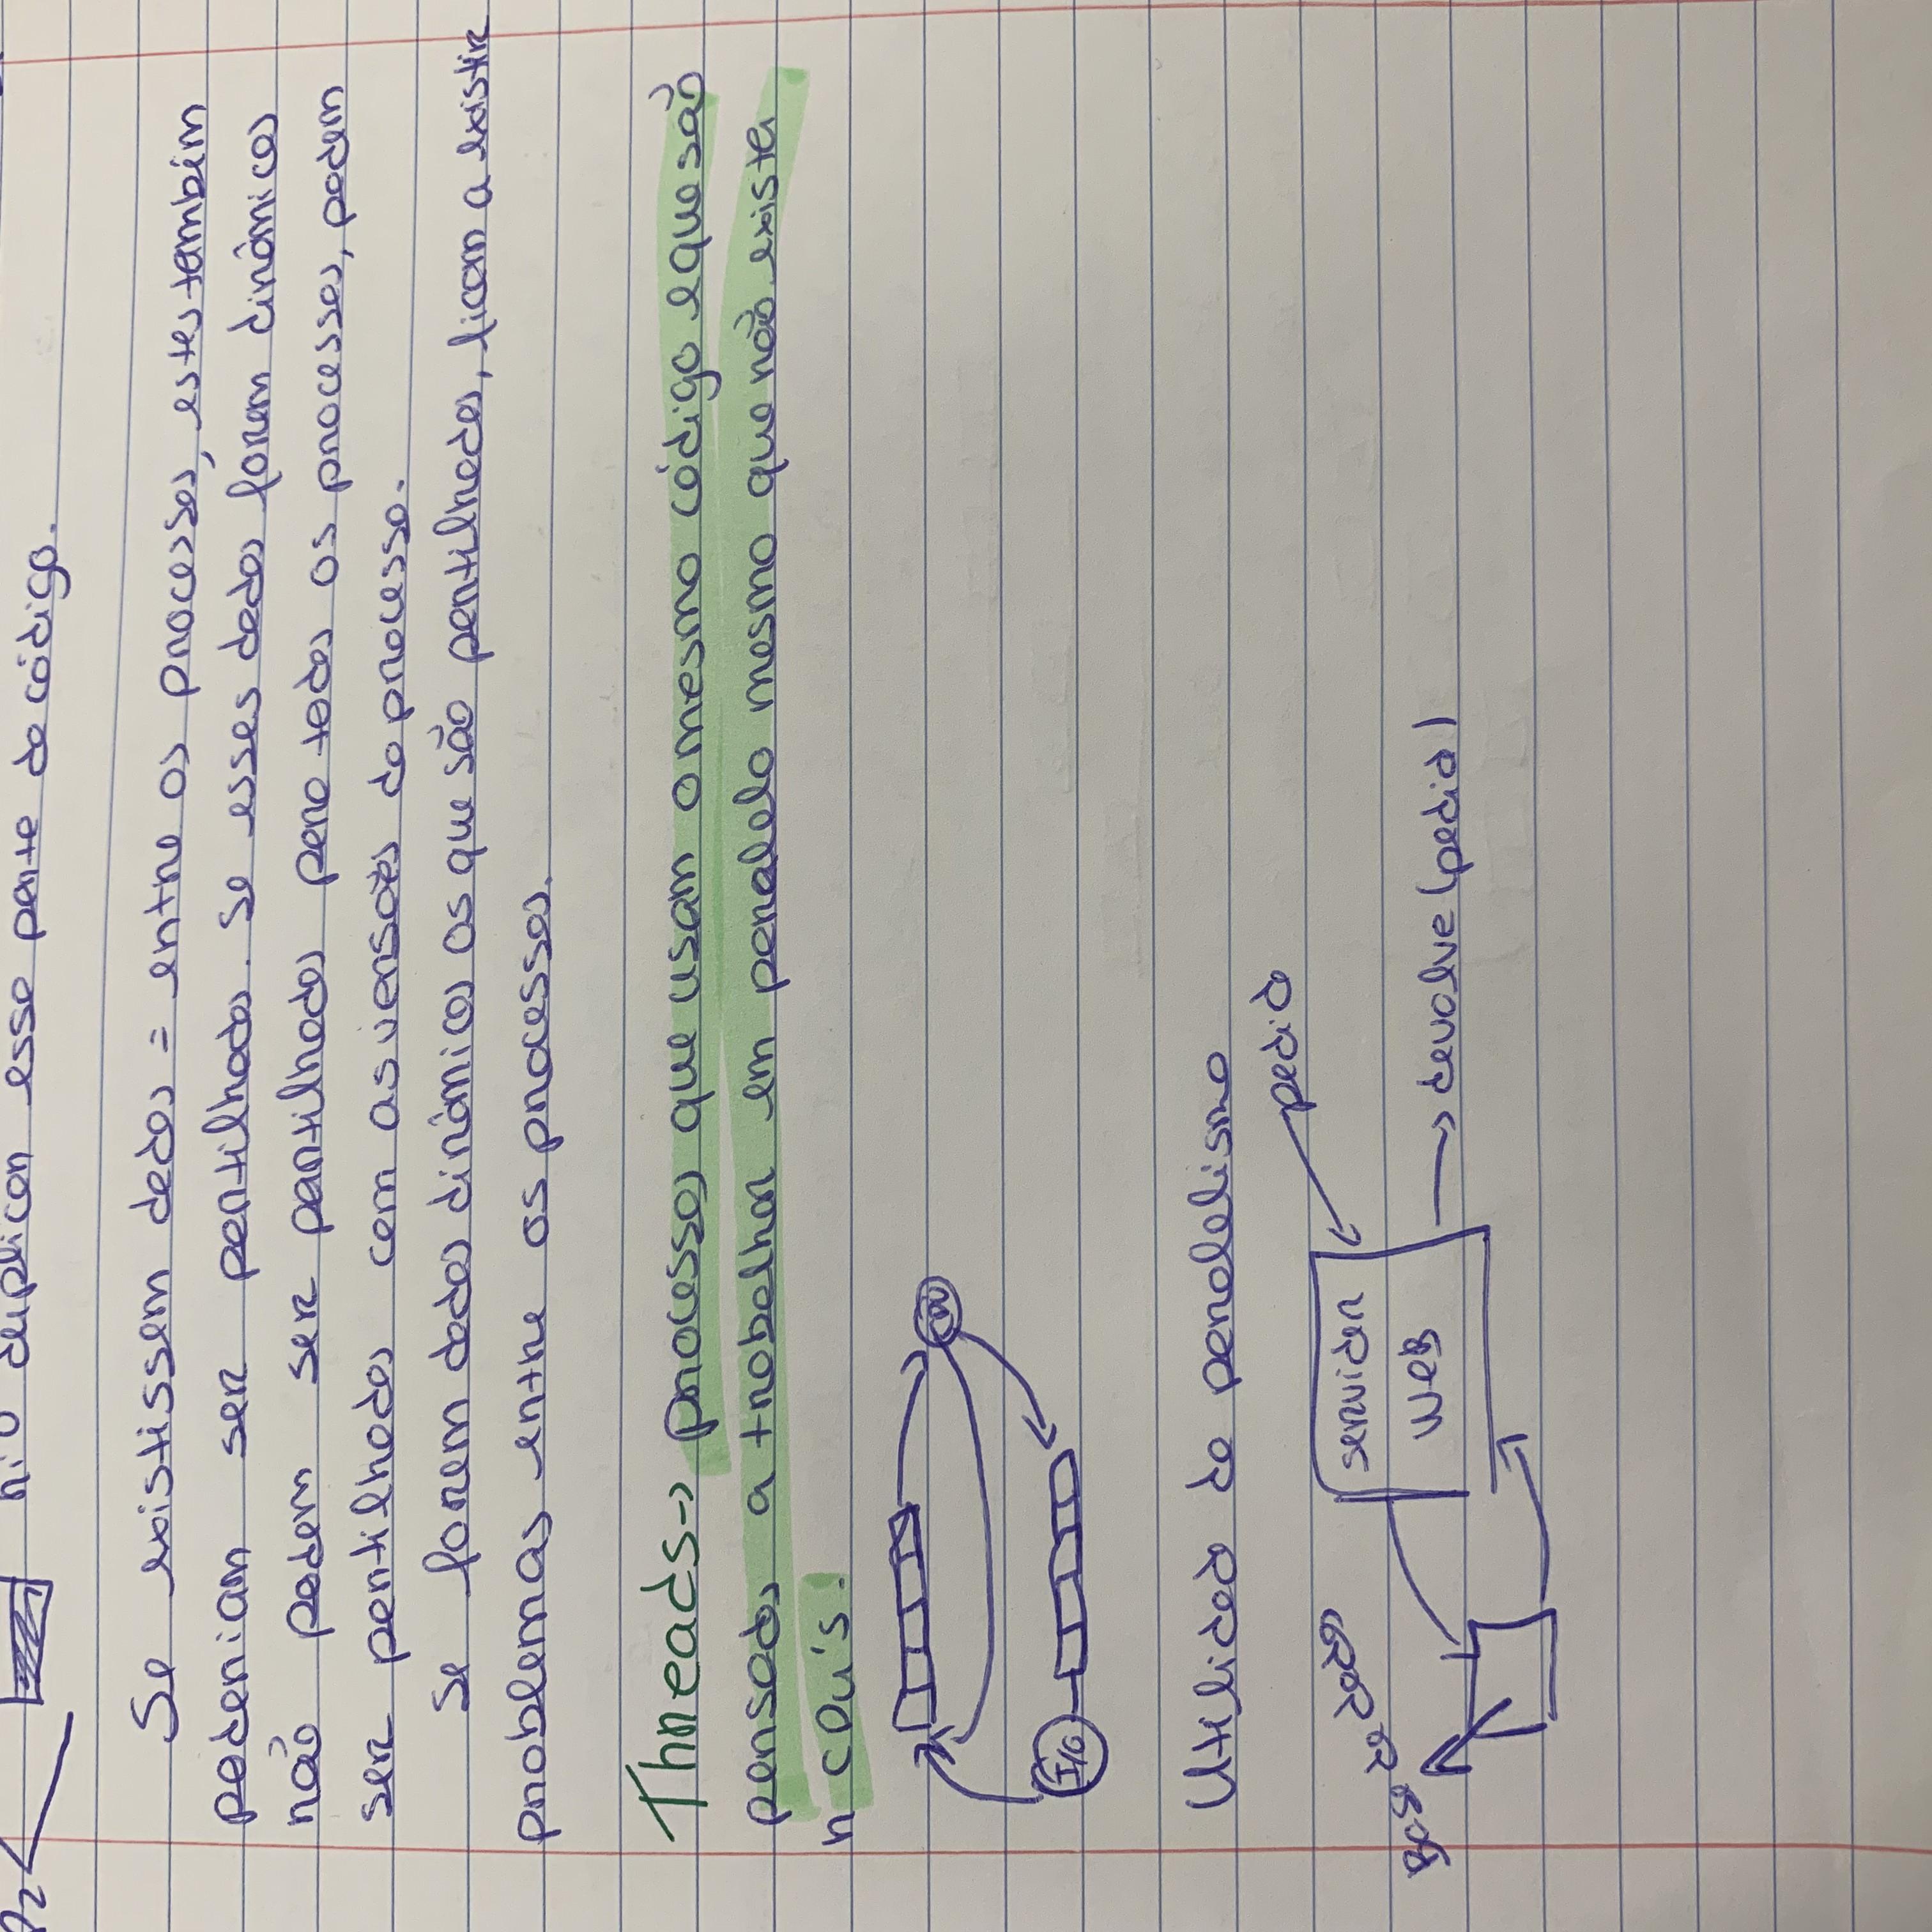 P2
não duplicar essa parte do código.
Se existissem dados = entre os processos, estes também
poderiam ser partilhados. Se esses dados forem dinâmicos
não podem ser partilhados para todos os processos, podem
ser partilhados com as versões do processo.
Se forem dados dinâmicos os que são partilhados, ficam a existir
problemas entre os processos.
Threads-> processos que usam o mesmo código e que são
pensados a trabalhar em paralelo mesmo que não exista
n CPU's.
CPU
I/O
Utilidade do paralelismo
pedido
Base de dados
servidor
WEB
devolve (pedido)